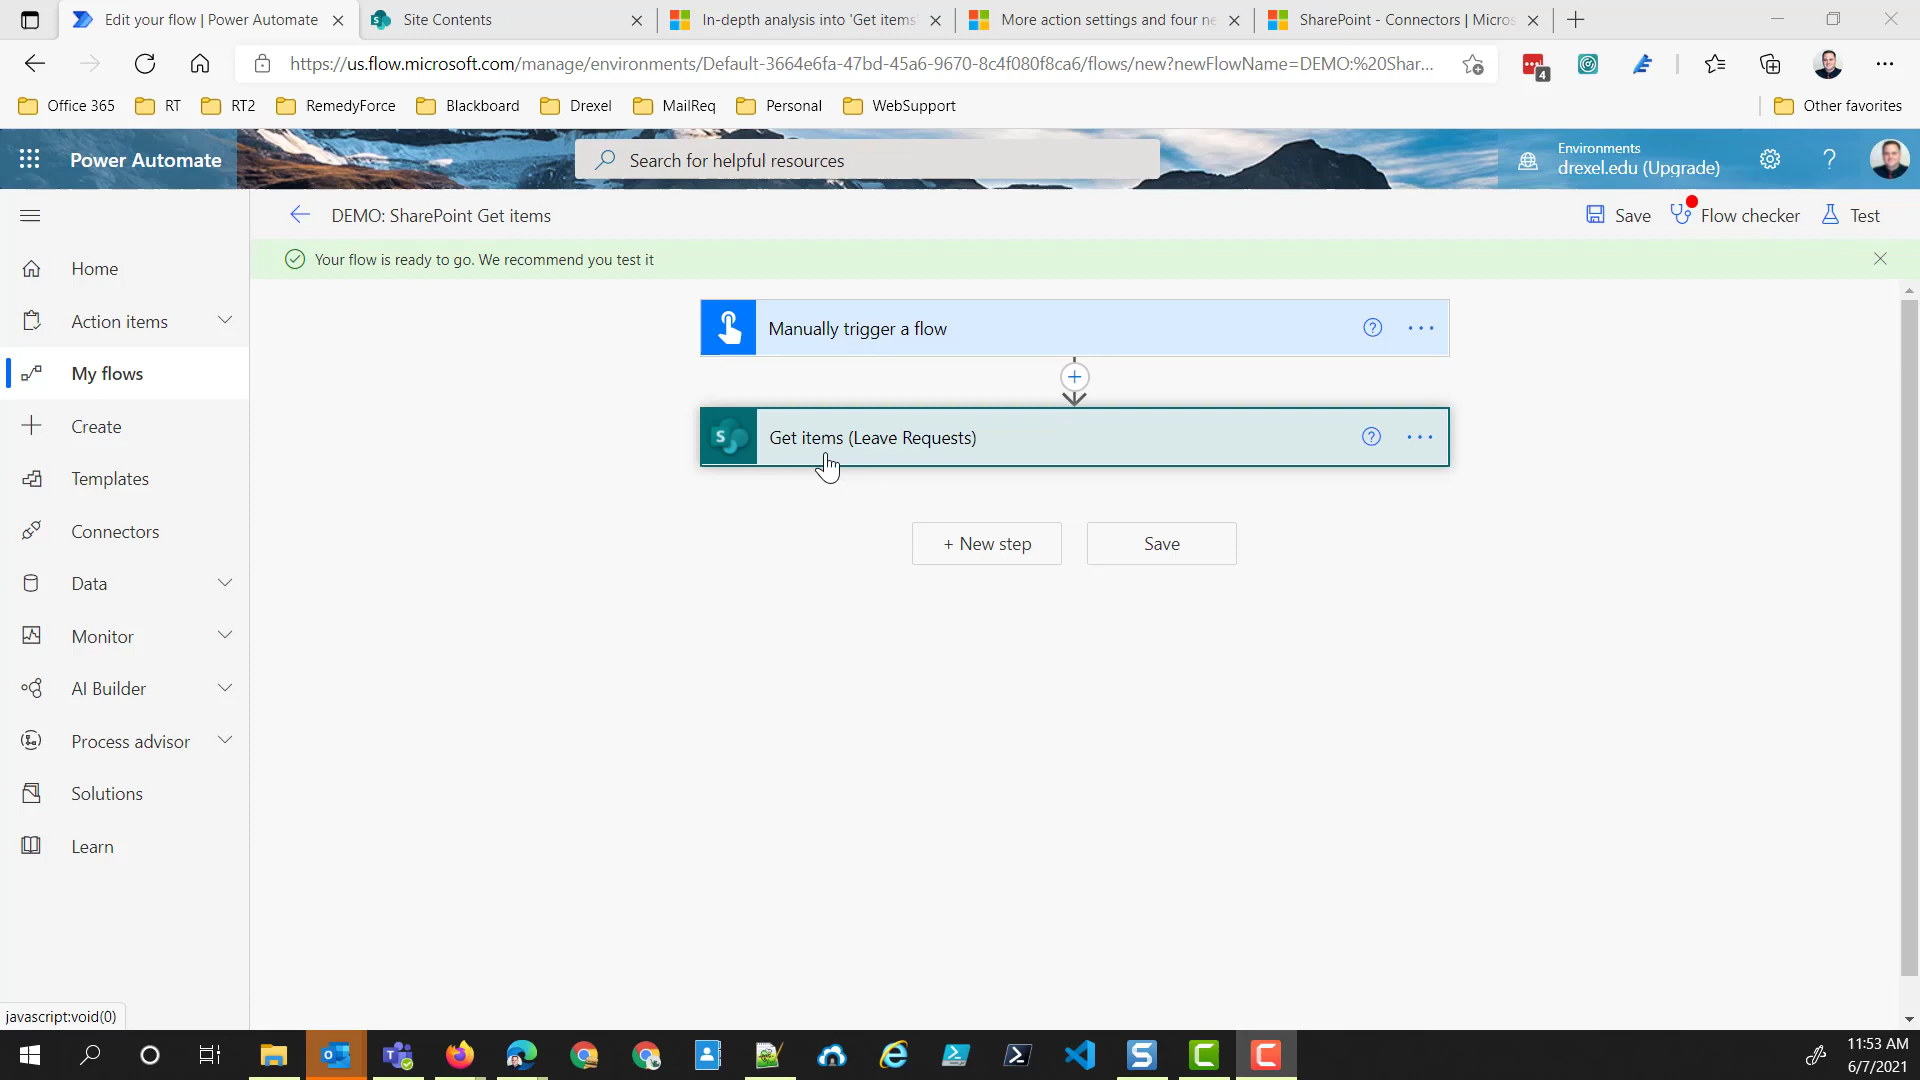 Edit your flow | Power Automate
Site Contents
In-depth analysis into 'Get items'
More action settings and four ne
SharePoint - Connectors | Micros
https://us.flow.microsoft.com/manage/environments/Default-3664e6fa-47bd-45a6-9670-8c4f080f8ca6/flows/new?newFlowName=DEMO:%20Shar...
4
Office 365
RT
RT2
RemedyForce
Blackboard
Drexel
MailReq
Personal
WebSupport
Other favorites
Power Automate
Search for helpful resources
Environments
drexel.edu (Upgrade)
DEMO: SharePoint Get items
Save
Flow checker
Test
Your flow is ready to go. We recommend you test it
Home
Action items
My flows
Create
Templates
Connectors
Data
Monitor
AI Builder
Process advisor
Solutions
Learn
Manually trigger a flow
S
Get items (Leave Requests)
+ New step
Save
javascript:void(0)
11:53 AM
6/7/2021